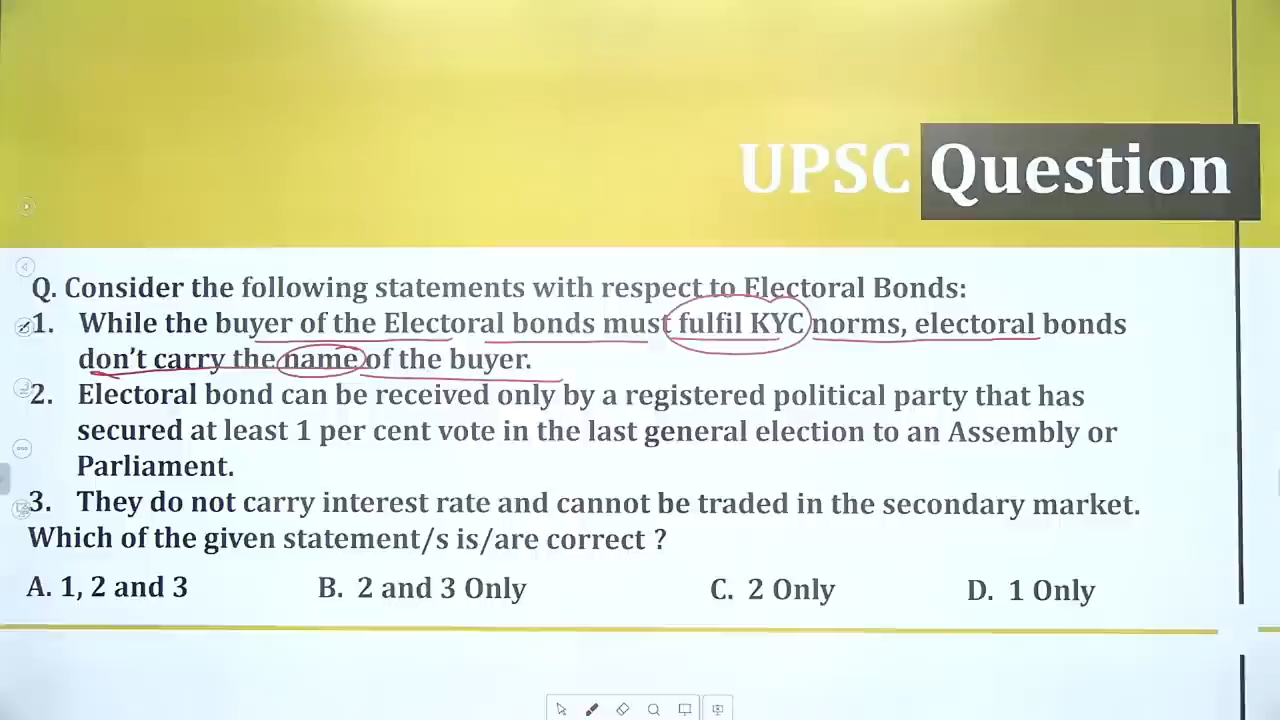 UPSC Question
Q. Consider the following statements with respect to Electoral Bonds:
1. While the buyer of the Electoral bonds must fulfil KYC norms, electoral bonds
don't carry the name of the buyer.
2. Electoral bond can be received only by a registered political party that has
secured at least 1 per cent vote in the last general election to an Assembly or
Parliament.
3. They do not carry interest rate and cannot be traded in the secondary market.
Which of the given statement/s is/are correct ?
A. 1, 2 and 3 B. 2 and 3 Only C. 2 Only D. 1 Only